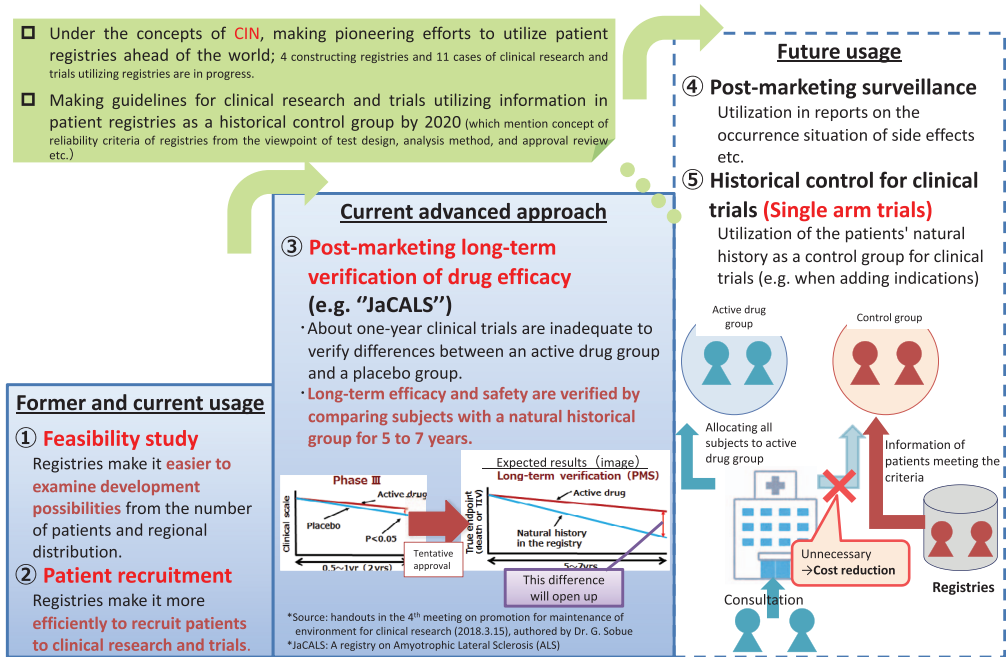 Under the concepts of CIN, making pioneering efforts to utilize patient
registries ahead of the world; 4 constructing registries and 11 cases of clinical research and
trials utilizing registries are in progress.
Making guidelines for clinical research and trials utilizing information in
patient registries as a historical control group by 2020 (which mention concept of
reliability criteria of registries from the viewpoint of test design, analysis method, and approval review
etc.)
Former and current usage
① Feasibility study
Registries make it easier to
examine development
possibilities from the number
of patients and regional
distribution.
② Patient recruitment
Registries make it more
efficiently to recruit patients
to clinical research and trials.
Current advanced approach
③ Post-marketing long-term
verification of drug efficacy
(e.g. ‘’JaCALS’’)
・About one-year clinical trials are inadequate to
verify differences between an active drug group
and a placebo group.
・Long-term efficacy and safety are verified by
comparing subjects with a natural historical
group for 5 to 7 years.
Phase Ⅲ
Clinical scale
Active drug
Placebo
P<0.05
0.5～1yr (2yrs)
Tentative
approval
Expected results（image）
Long-term verification (PMS)
True endpoint
(death or TIV)
Active drug
Natural history
in the registry
5~7yrs
This difference
will open up
*Source: handouts in the 4th meeting on promotion for maintenance of
environment for clinical research (2018.3.15), authored by Dr. G. Sobue
*JaCALS: A registry on Amyotrophic Lateral Sclerosis (ALS)
Future usage
④ Post-marketing surveillance
Utilization in reports on the
occurrence situation of side effects
etc.
⑤ Historical control for clinical
trials (Single arm trials)
Utilization of the patients' natural
history as a control group for clinical
trials (e.g. when adding indications)
Active drug
group
Control group
Allocating all
subjects to active
drug group
Information of
patients meeting the
criteria
Unnecessary
→Cost reduction
Registries
Consultation